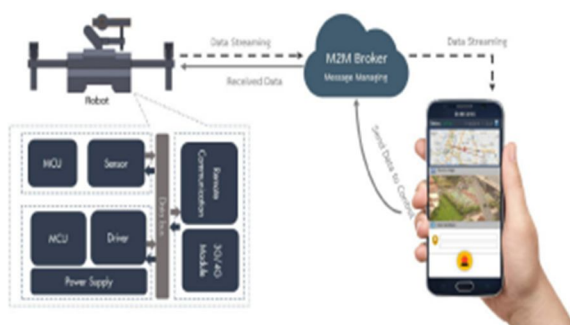 Data Streaming
Received Data
Robot
M2M Broker
Message Managing
Data Streaming
Send Data to Control
MCU
Sensor
MCU
Driver
Power Supply
Data bus
Remote
Communication
3G/4G
Module